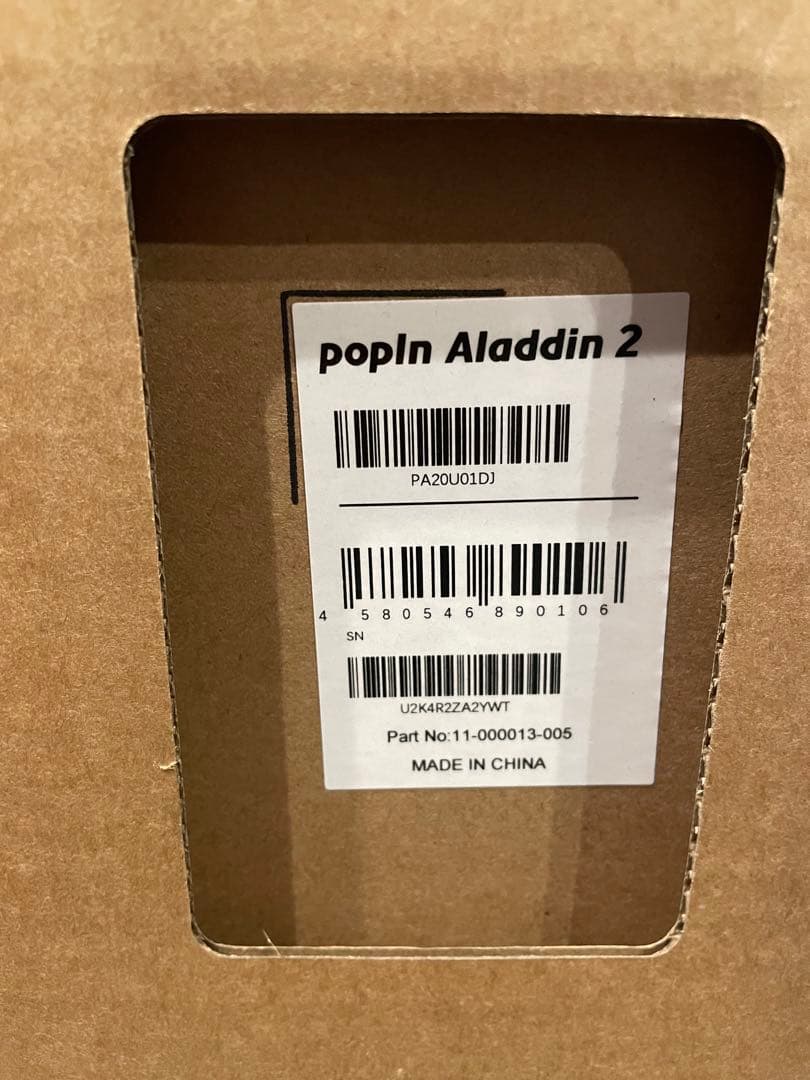 popIn Aladdin 2
PA20U01DJ
4 580546 890106
SN
U2K4R2ZA2YWT
Part No:11-000013-005
MADE IN CHINA